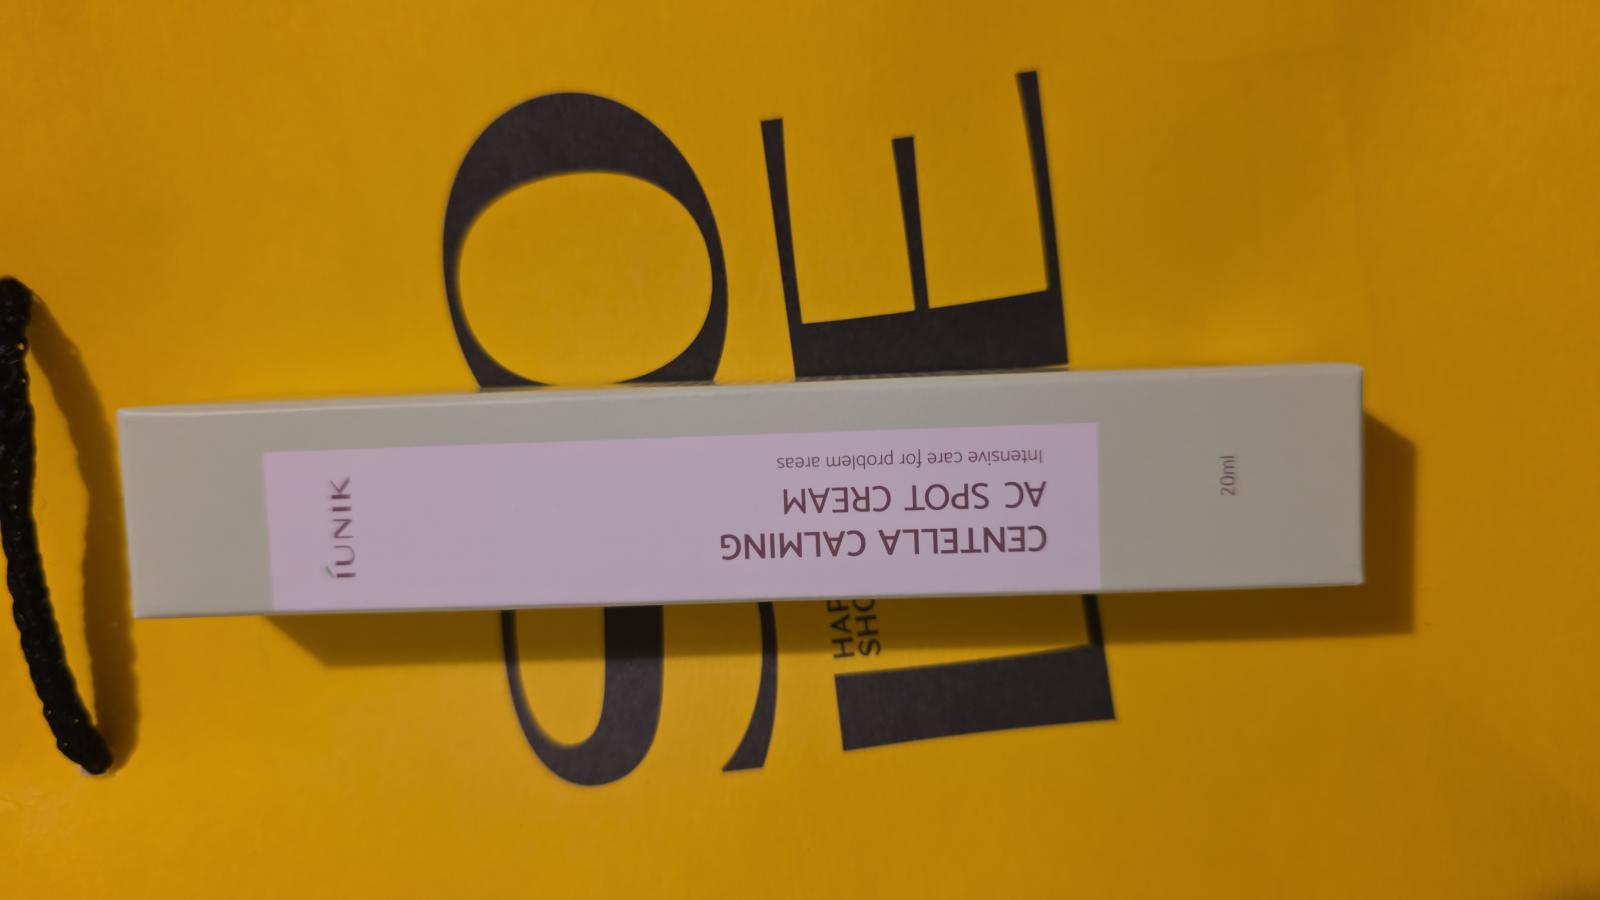 iUNIK
CENTELLA CALMING
AC SPOT CREAM
Intensive care for problem areas
20ml